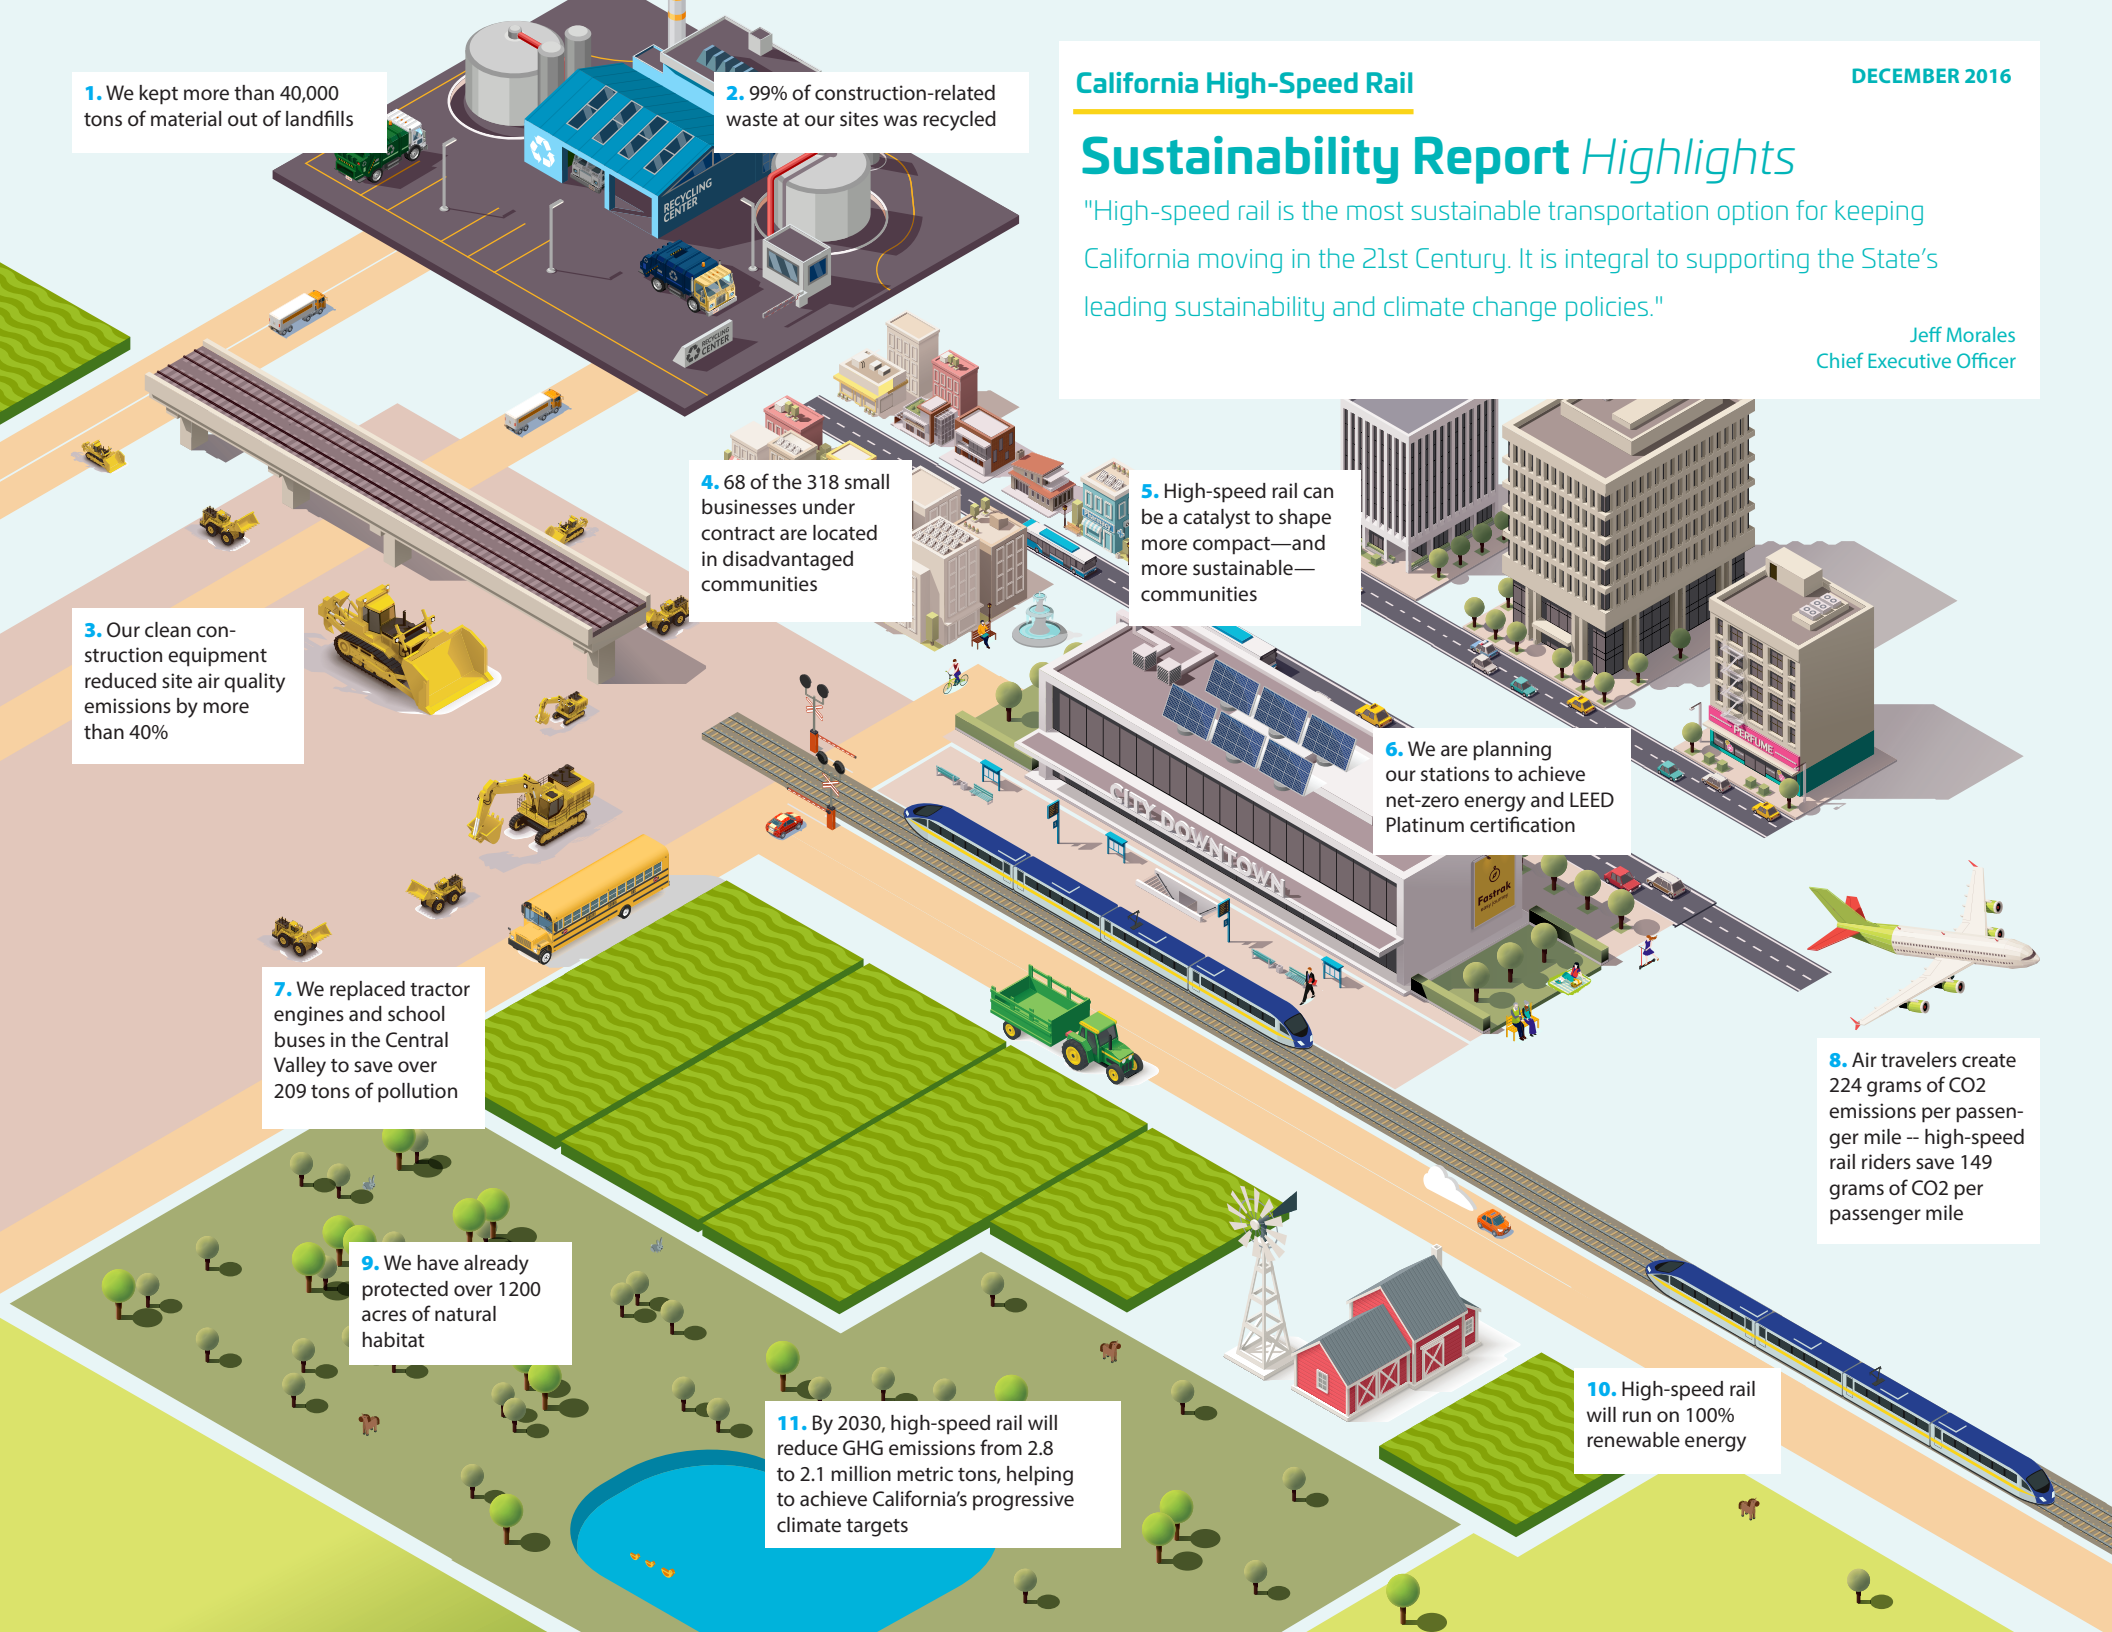 1. We kept more than 40,000
tons of material out of landfills
2. 99% of construction-related
waste at our sites was recycled
California High-Speed Rail
DECEMBER 2016
Sustainability Report Highlights
"High-speed rail is the most sustainable transportation option for keeping
California moving in the 21st Century. It is integral to supporting the State's
leading sustainability and climate change policies."
Jeff Morales
Chief Executive Officer
RECYCLING
CENTER
RECYCLING
CENTER
4. 68 of the 318 small
businesses under
contract are located
in disadvantaged
communities
5. High-speed rail can
be a catalyst to shape
more compact—and
more sustainable—
communities
3. Our clean con-
struction equipment
reduced site air quality
emissions by more
than 40%
PERFUME
6. We are planning
our stations to achieve
net-zero energy and LEED
Platinum certification
CITY DOWNTOWN
Fastrak
7. We replaced tractor
engines and school
buses in the Central
Valley to save over
209 tons of pollution
8. Air travelers create
224 grams of CO2
emissions per passen-
ger mile -- high-speed
rail riders save 149
grams of CO2 per
passenger mile
9. We have already
protected over 1200
acres of natural
habitat
10. High-speed rail
will run on 100%
renewable energy
11. By 2030, high-speed rail will
reduce GHG emissions from 2.8
to 2.1 million metric tons, helping
to achieve California's progressive
climate targets